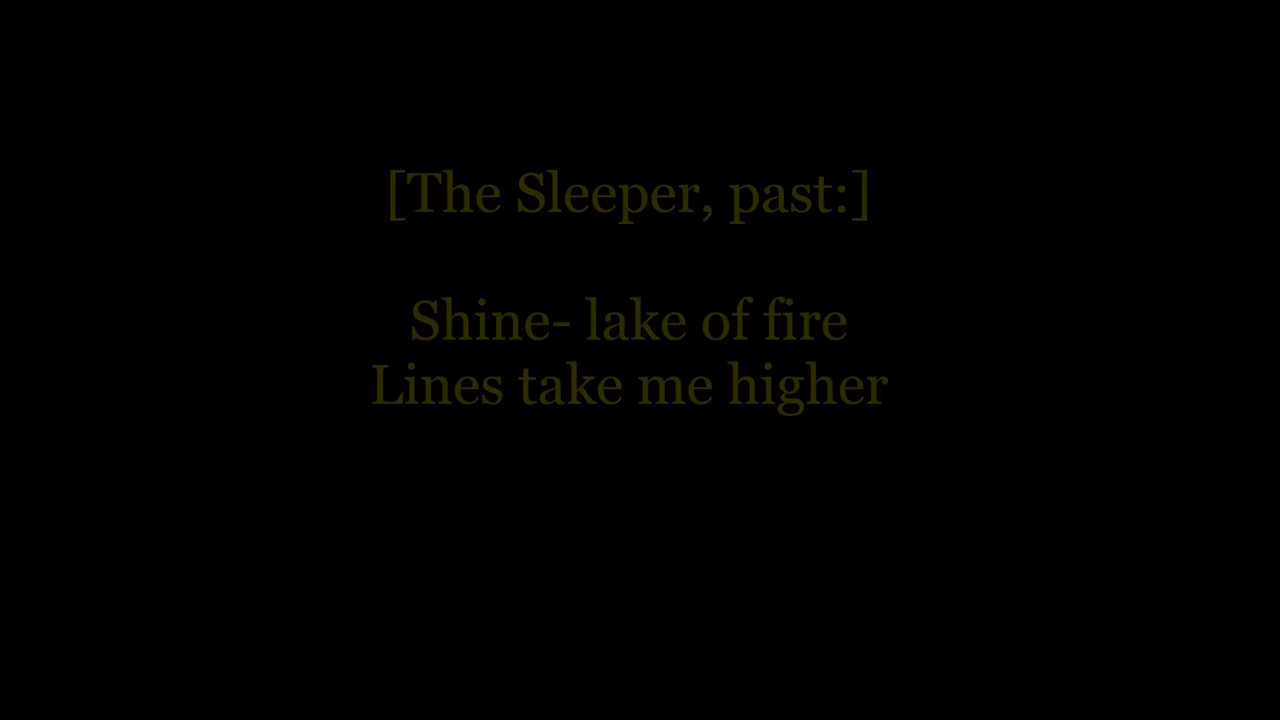 [The Sleeper, past:]
Shine- lake of fire
Lines take me higher